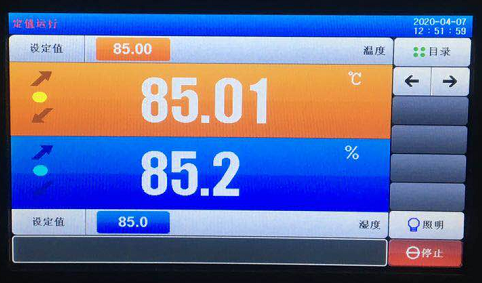 定值运行
2020-04-07
12:51:59
设定值 85.00 温度
目录
85.01 ℃
85.2 %
设定值 85.0 湿度
照明
停止